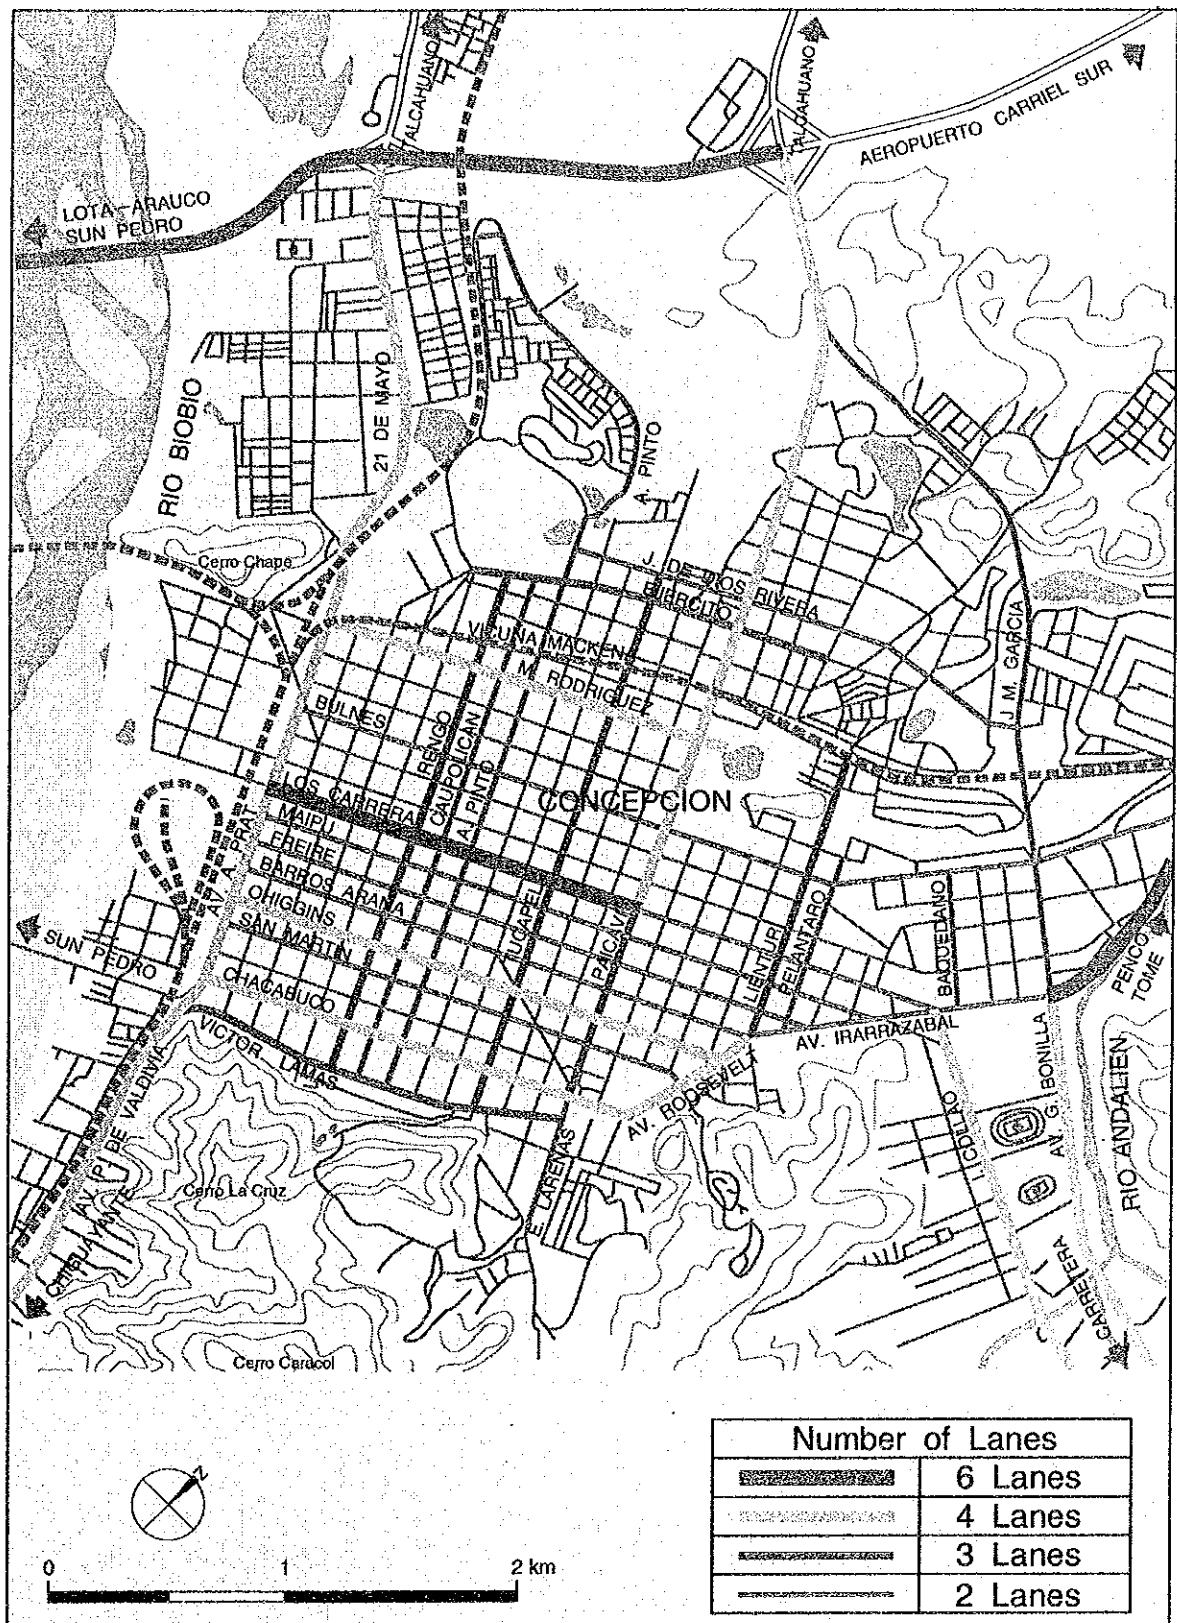 TALCAHUANO
TALCAHUANO
AEROPUERTO CARRIEL SUR
LOTA-ARAUCO
SUN PEDRO
RIO BIOBIO
21 DE MAYO
A. PINTO
Cerro Chape
J. DE DIOS RIVERA
EJERCITO
VICUNA MACKEN
M. RODRIGUEZ
J.M. GARCIA
BULNES
RENGO
CAUPOLICAN
A. PINTO
CONCEPCION
LOS CARRERA
MAIPU
FREIRE
BARROS ARANA
OHIGGINS
SAN MARTIN
CHACABUCO
VICTOR LAMAS
AV. A. PRAT
SUN PEDRO
TUCAPEL
PAICAVI
LIENTUR
PELANTARO
BAQUEDANO
PENCO
TOME
AV. IRARRAZABAL
AV. ROOSEVELT
AV. G. BONILLA
RIO ANDALIEN
COLLAO
CARRETERA
E. LARENAS
AV. P. DE VALDIVIA
CHIGUAYANTE
Cerro La Cruz
Cerro Caracol
N
0 1 2 km
Number of Lanes
6 Lanes
4 Lanes
3 Lanes
2 Lanes